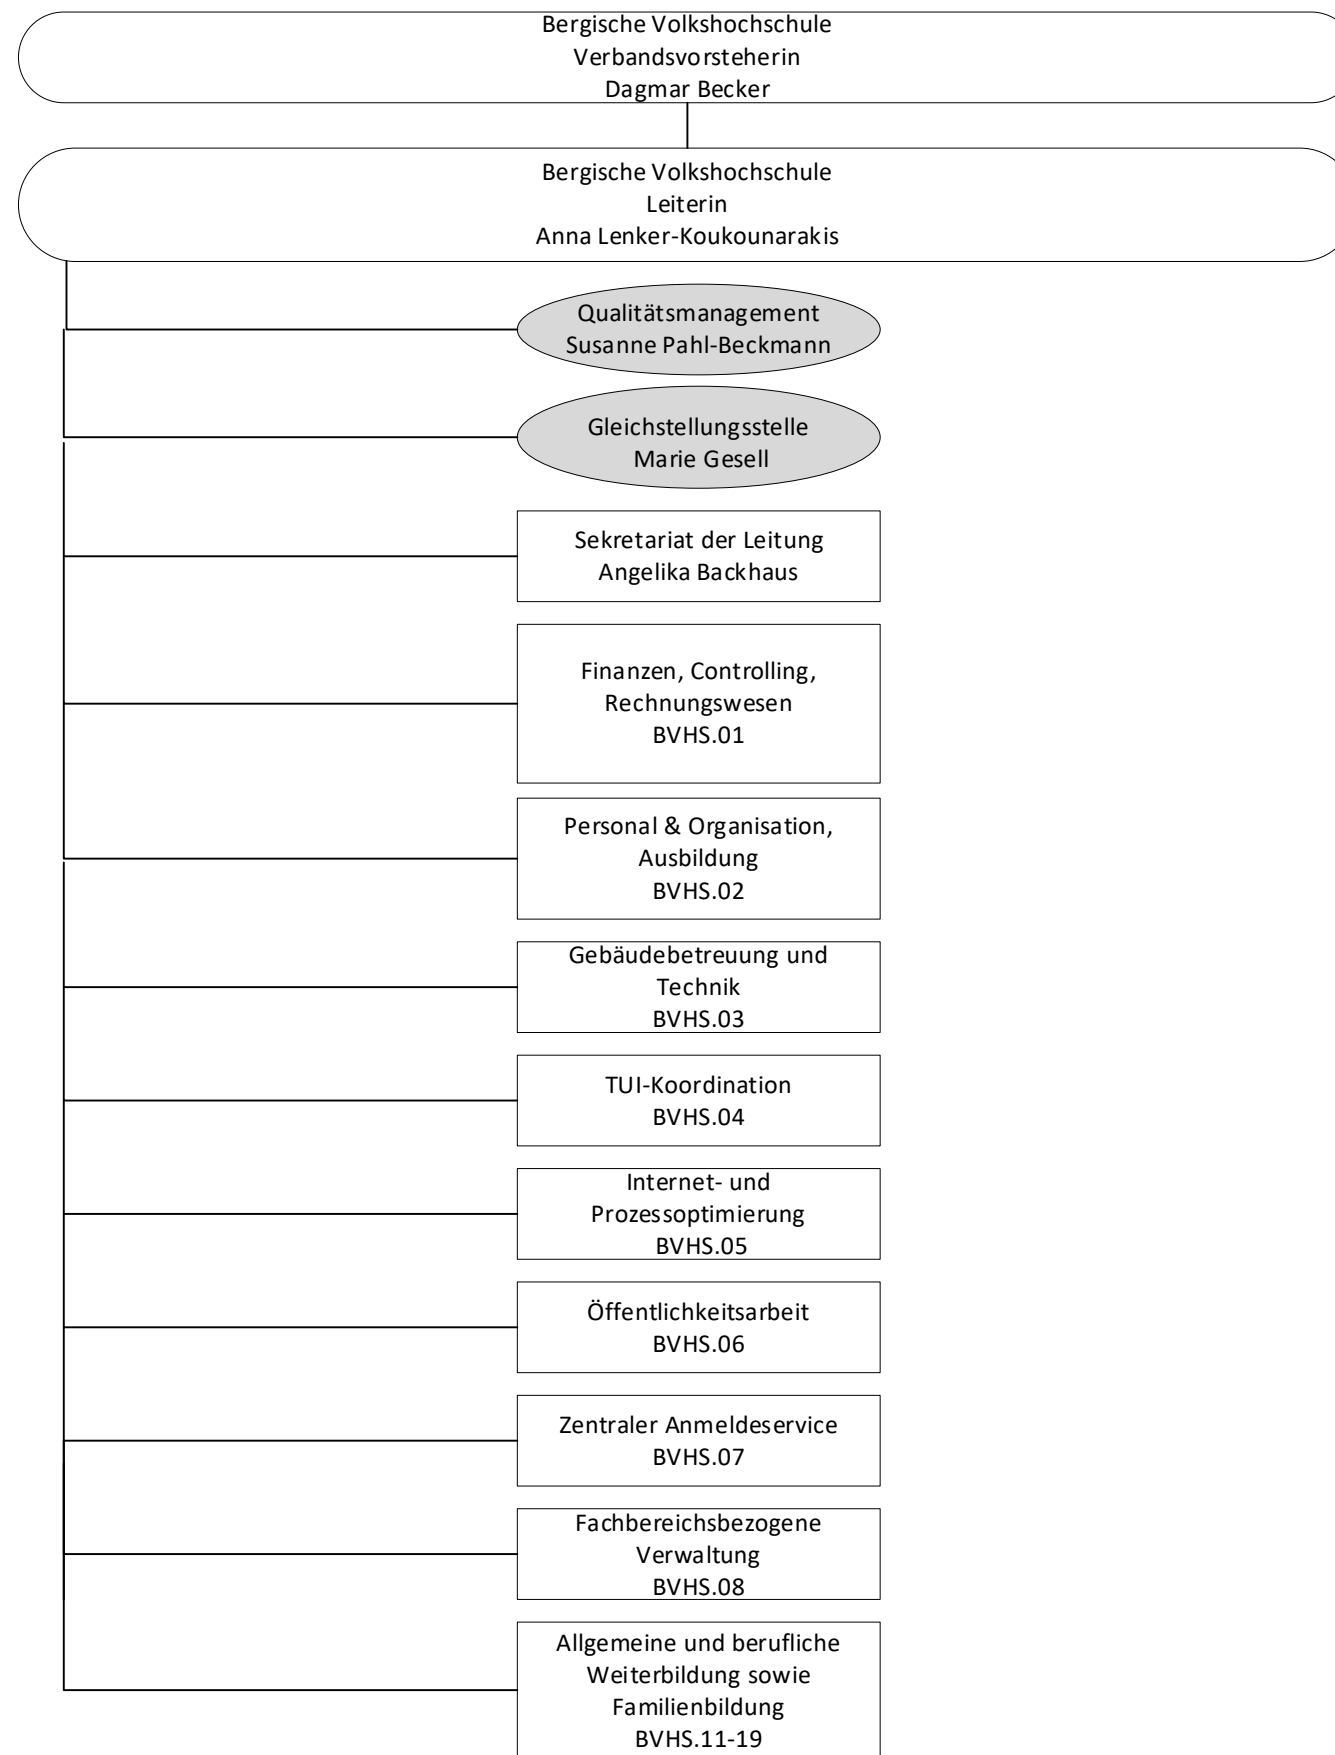 Bergische Volkshochschule
Verbandsvorsteherin
Dagmar Becker
Bergische Volkshochschule
Leiterin
Anna Lenker-Koukounarakis
Qualitätsmanagement
Susanne Pahl-Beckmann
Gleichstellungsstelle
Marie Gesell
Sekretariat der Leitung
Angelika Backhaus
Finanzen, Controlling,
Rechnungswesen
BVHS.01
Personal & Organisation,
Ausbildung
BVHS.02
Gebäudebetreuung und
Technik
BVHS.03
TUI-Koordination
BVHS.04
Internet- und
Prozessoptimierung
BVHS.05
Öffentlichkeitsarbeit
BVHS.06
Zentraler Anmeldeservice
BVHS.07
Fachbereichsbezogene
Verwaltung
BVHS.08
Allgemeine und berufliche
Weiterbildung sowie
Familienbildung
BVHS.11-19